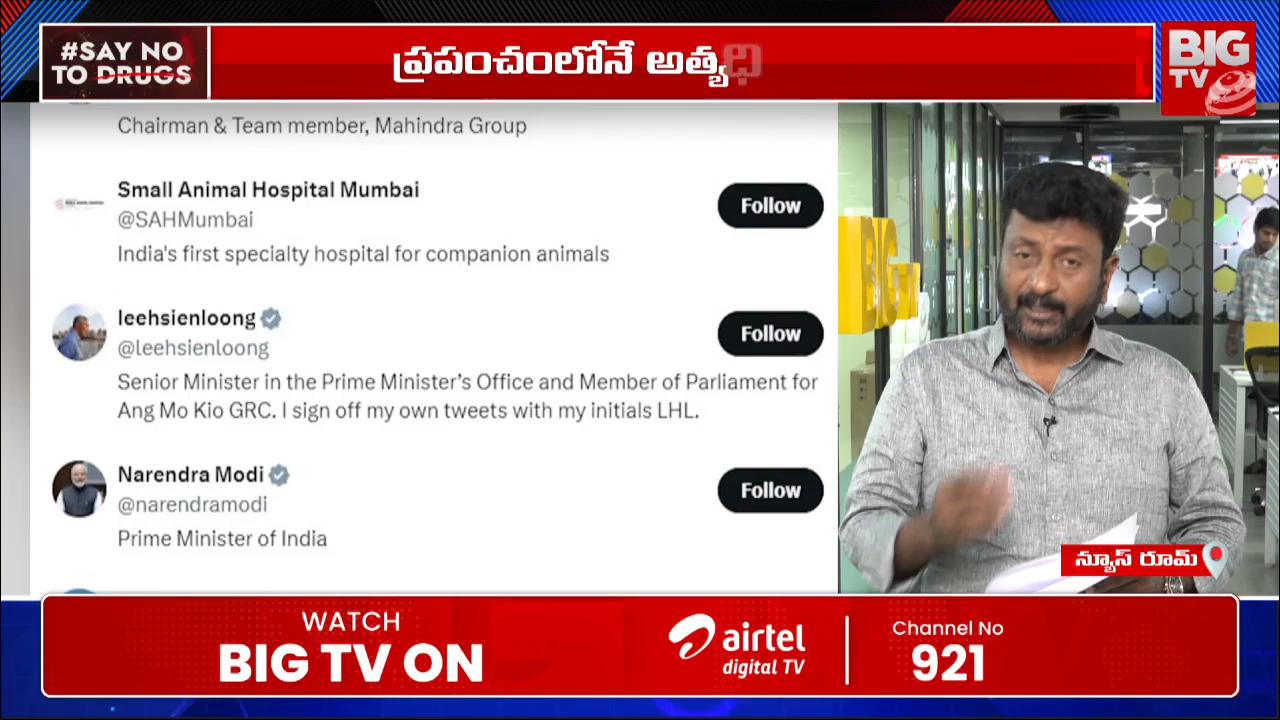 #SAY NO
TO DRUGS
ప్రపంచంలోనే అత్యధి
BIG
TV
Chairman & Team member, Mahindra Group
Small Animal Hospital Mumbai
@SAHMumbai
Follow
India's first specialty hospital for companion animals
leehsienloong
@leehsienloong
Follow
Senior Minister in the Prime Minister's Office and Member of Parliament for
Ang Mo Kio GRC. I sign off my own tweets with my initials LHL.
Narendra Modi
@narendramodi
Follow
Prime Minister of India
BIG
న్యూస్ రూమ్
WATCH
BIG TV ON
airtel
digital TV
Channel No
921